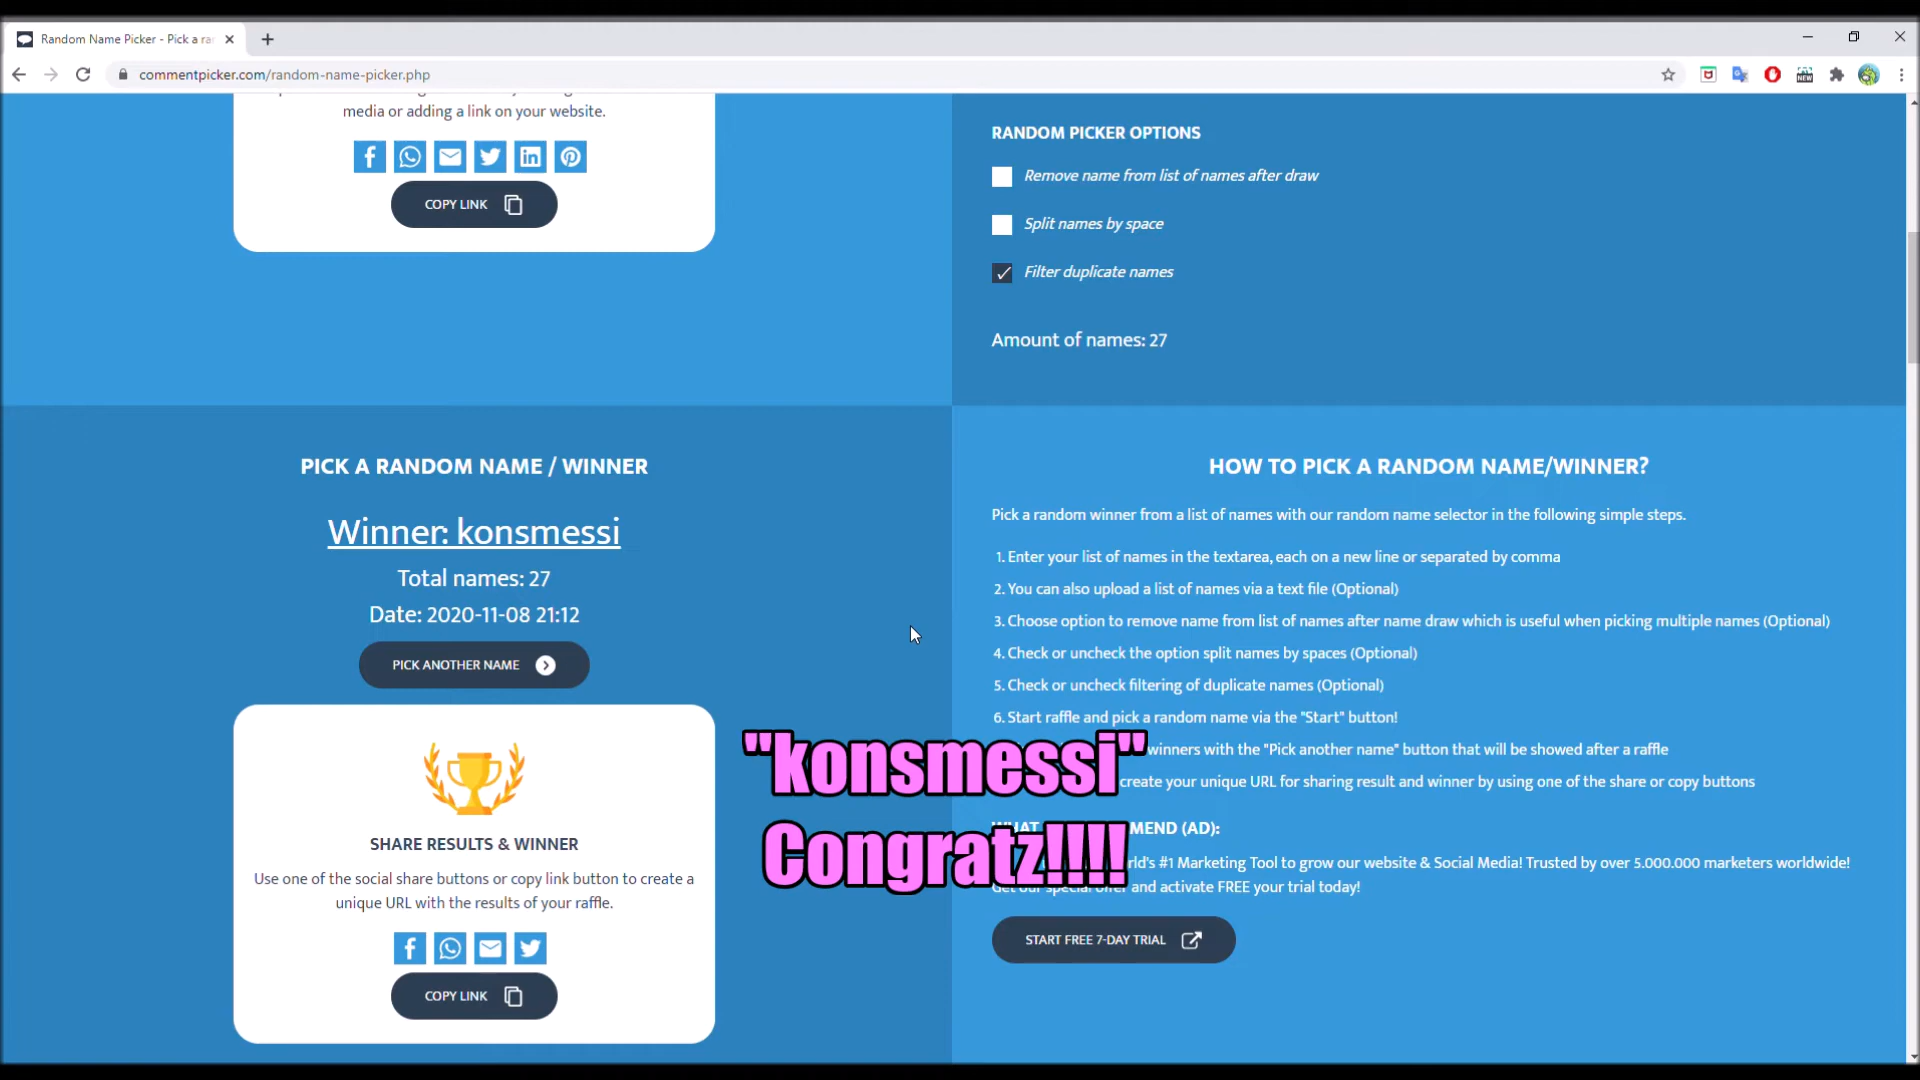 Random Name Picker - Pick a ra
commentpicker.com/random-name-picker.php
NEW
media or adding a link on your website.
COPY LINK
RANDOM PICKER OPTIONS
Remove name from list of names after draw
Split names by space
Filter duplicate names
Amount of names: 27
PICK A RANDOM NAME / WINNER
Winner: konsmessi
Total names: 27
Date: 2020-11-08 21:12
PICK ANOTHER NAME
SHARE RESULTS & WINNER
Use one of the social share buttons or copy link button to create a
unique URL with the results of your raffle.
COPY LINK
HOW TO PICK A RANDOM NAME/WINNER?
Pick a random winner from a list of names with our random name selector in the following simple steps.
1. Enter your list of names in the textarea, each on a new line or separated by comma
2. You can also upload a list of names via a text file (Optional)
3. Choose option to remove name from list of names after name draw which is useful when picking multiple names (Optional)
4. Check or uncheck the option split names by spaces (Optional)
5. Check or uncheck filtering of duplicate names (Optional)
6. Start raffle and pick a random name via the "Start" button!
winners with the "Pick another name" button that will be showed after a raffle
create your unique URL for sharing result and winner by using one of the share or copy buttons
WHAT MEND (AD):
rld's #1 Marketing Tool to grow our website & Social Media! Trusted by over 5.000.000 marketers worldwide!
Get our special offer and activate FREE your trial today!
START FREE 7-DAY TRIAL
"konsmessi"
Congratz!!!!